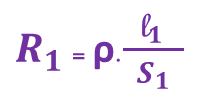 R₁ = ρ. ℓ₁ / S₁